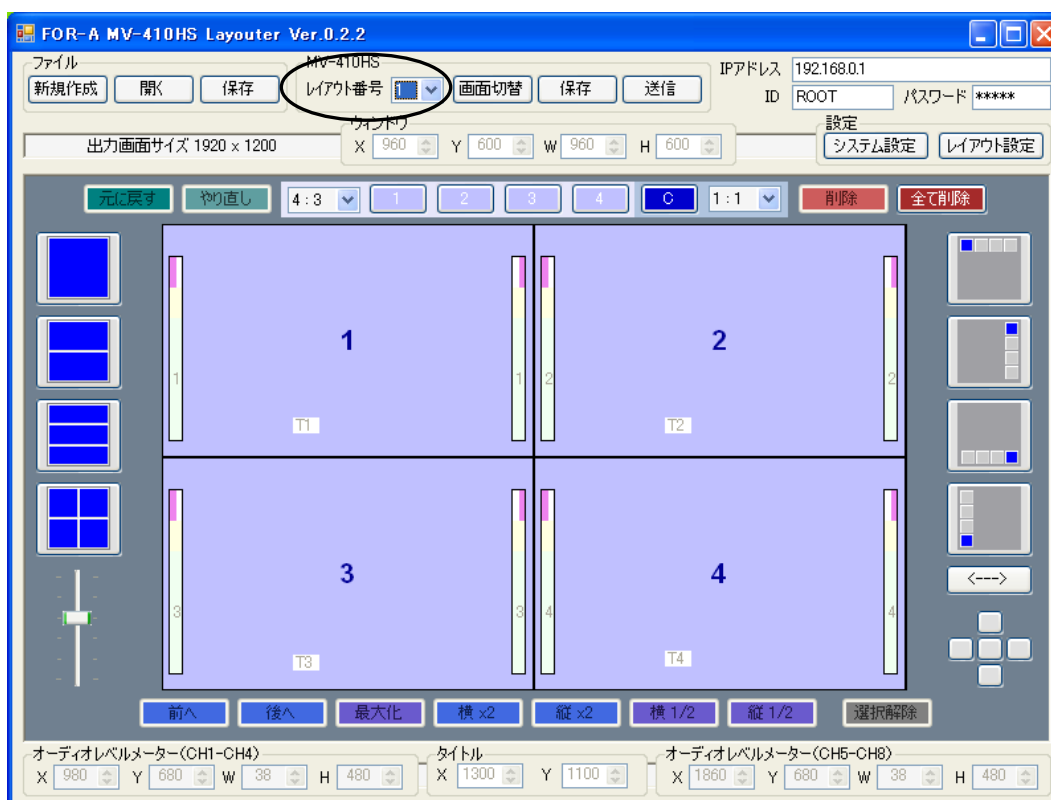 FOR-A MV-410HS Layouter Ver.0.2.2
ファイル
新規作成 開く 保存
MV-410HS
レイアウト番号 1 画面切替 保存 送信
IPアドレス 192.168.0.1
ID ROOT パスワード *****
出力画面サイズ 1920 x 1200
ウィンドウ
X 960 Y 600 W 960 H 600
設定
システム設定 レイアウト設定
元に戻す やり直し 4:3 1 2 3 4 C 1:1 削除 全て削除
1
1 1
T1
2
2 2
T2
3
3 3
T3
4
4 4
T4
<--->
前へ 後へ 最大化 横 x2 縦 x2 横 1/2 縦 1/2 選択解除
オーディオレベルメーター(CH1-CH4)
X 980 Y 680 W 38 H 480
タイトル
X 1300 Y 1100
オーディオレベルメーター(CH5-CH8)
X 1860 Y 680 W 38 H 480